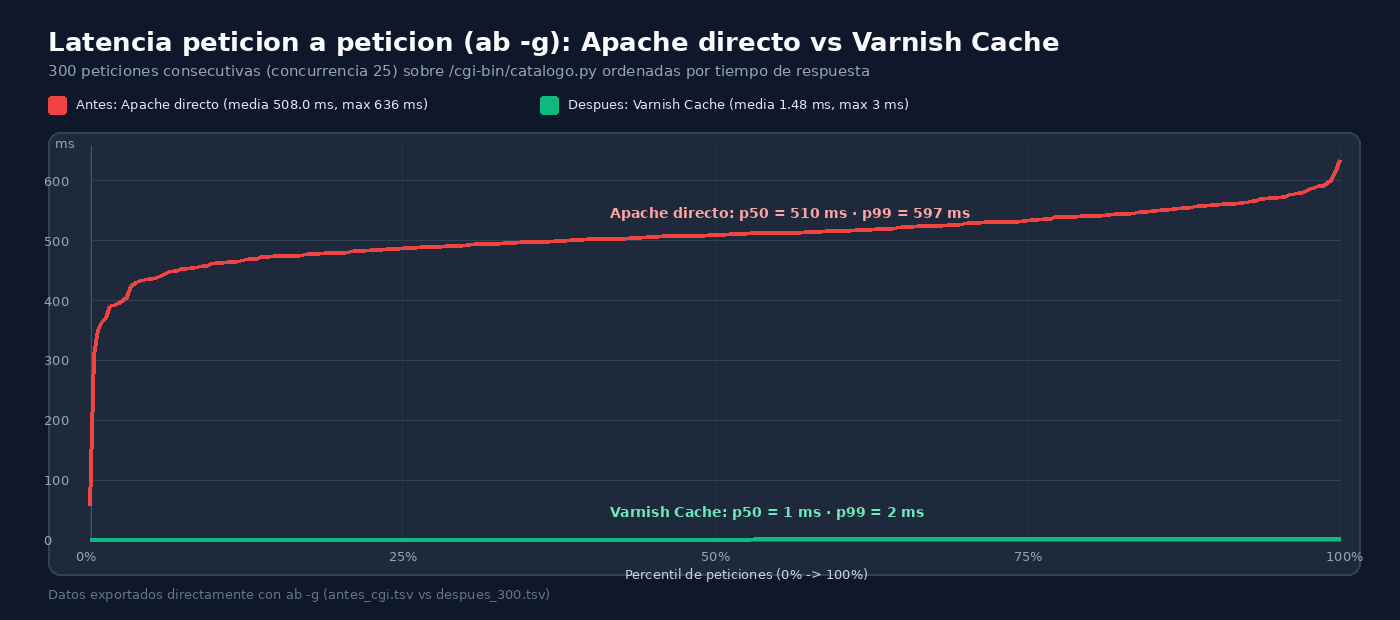 Latencia peticion a peticion (ab -g): Apache directo vs Varnish Cache
300 peticiones consecutivas (concurrencia 25) sobre /cgi-bin/catalogo.py ordenadas por tiempo de respuesta
Antes: Apache directo (media 508.0 ms, max 636 ms)
Despues: Varnish Cache (media 1.48 ms, max 3 ms)
ms
600
500
400
300
200
100
0
Apache directo: p50 = 510 ms · p99 = 597 ms
Varnish Cache: p50 = 1 ms · p99 = 2 ms
0%
25%
50%
75%
100%
Percentil de peticiones (0% -> 100%)
Datos exportados directamente con ab -g (antes_cgi.tsv vs despues_300.tsv)